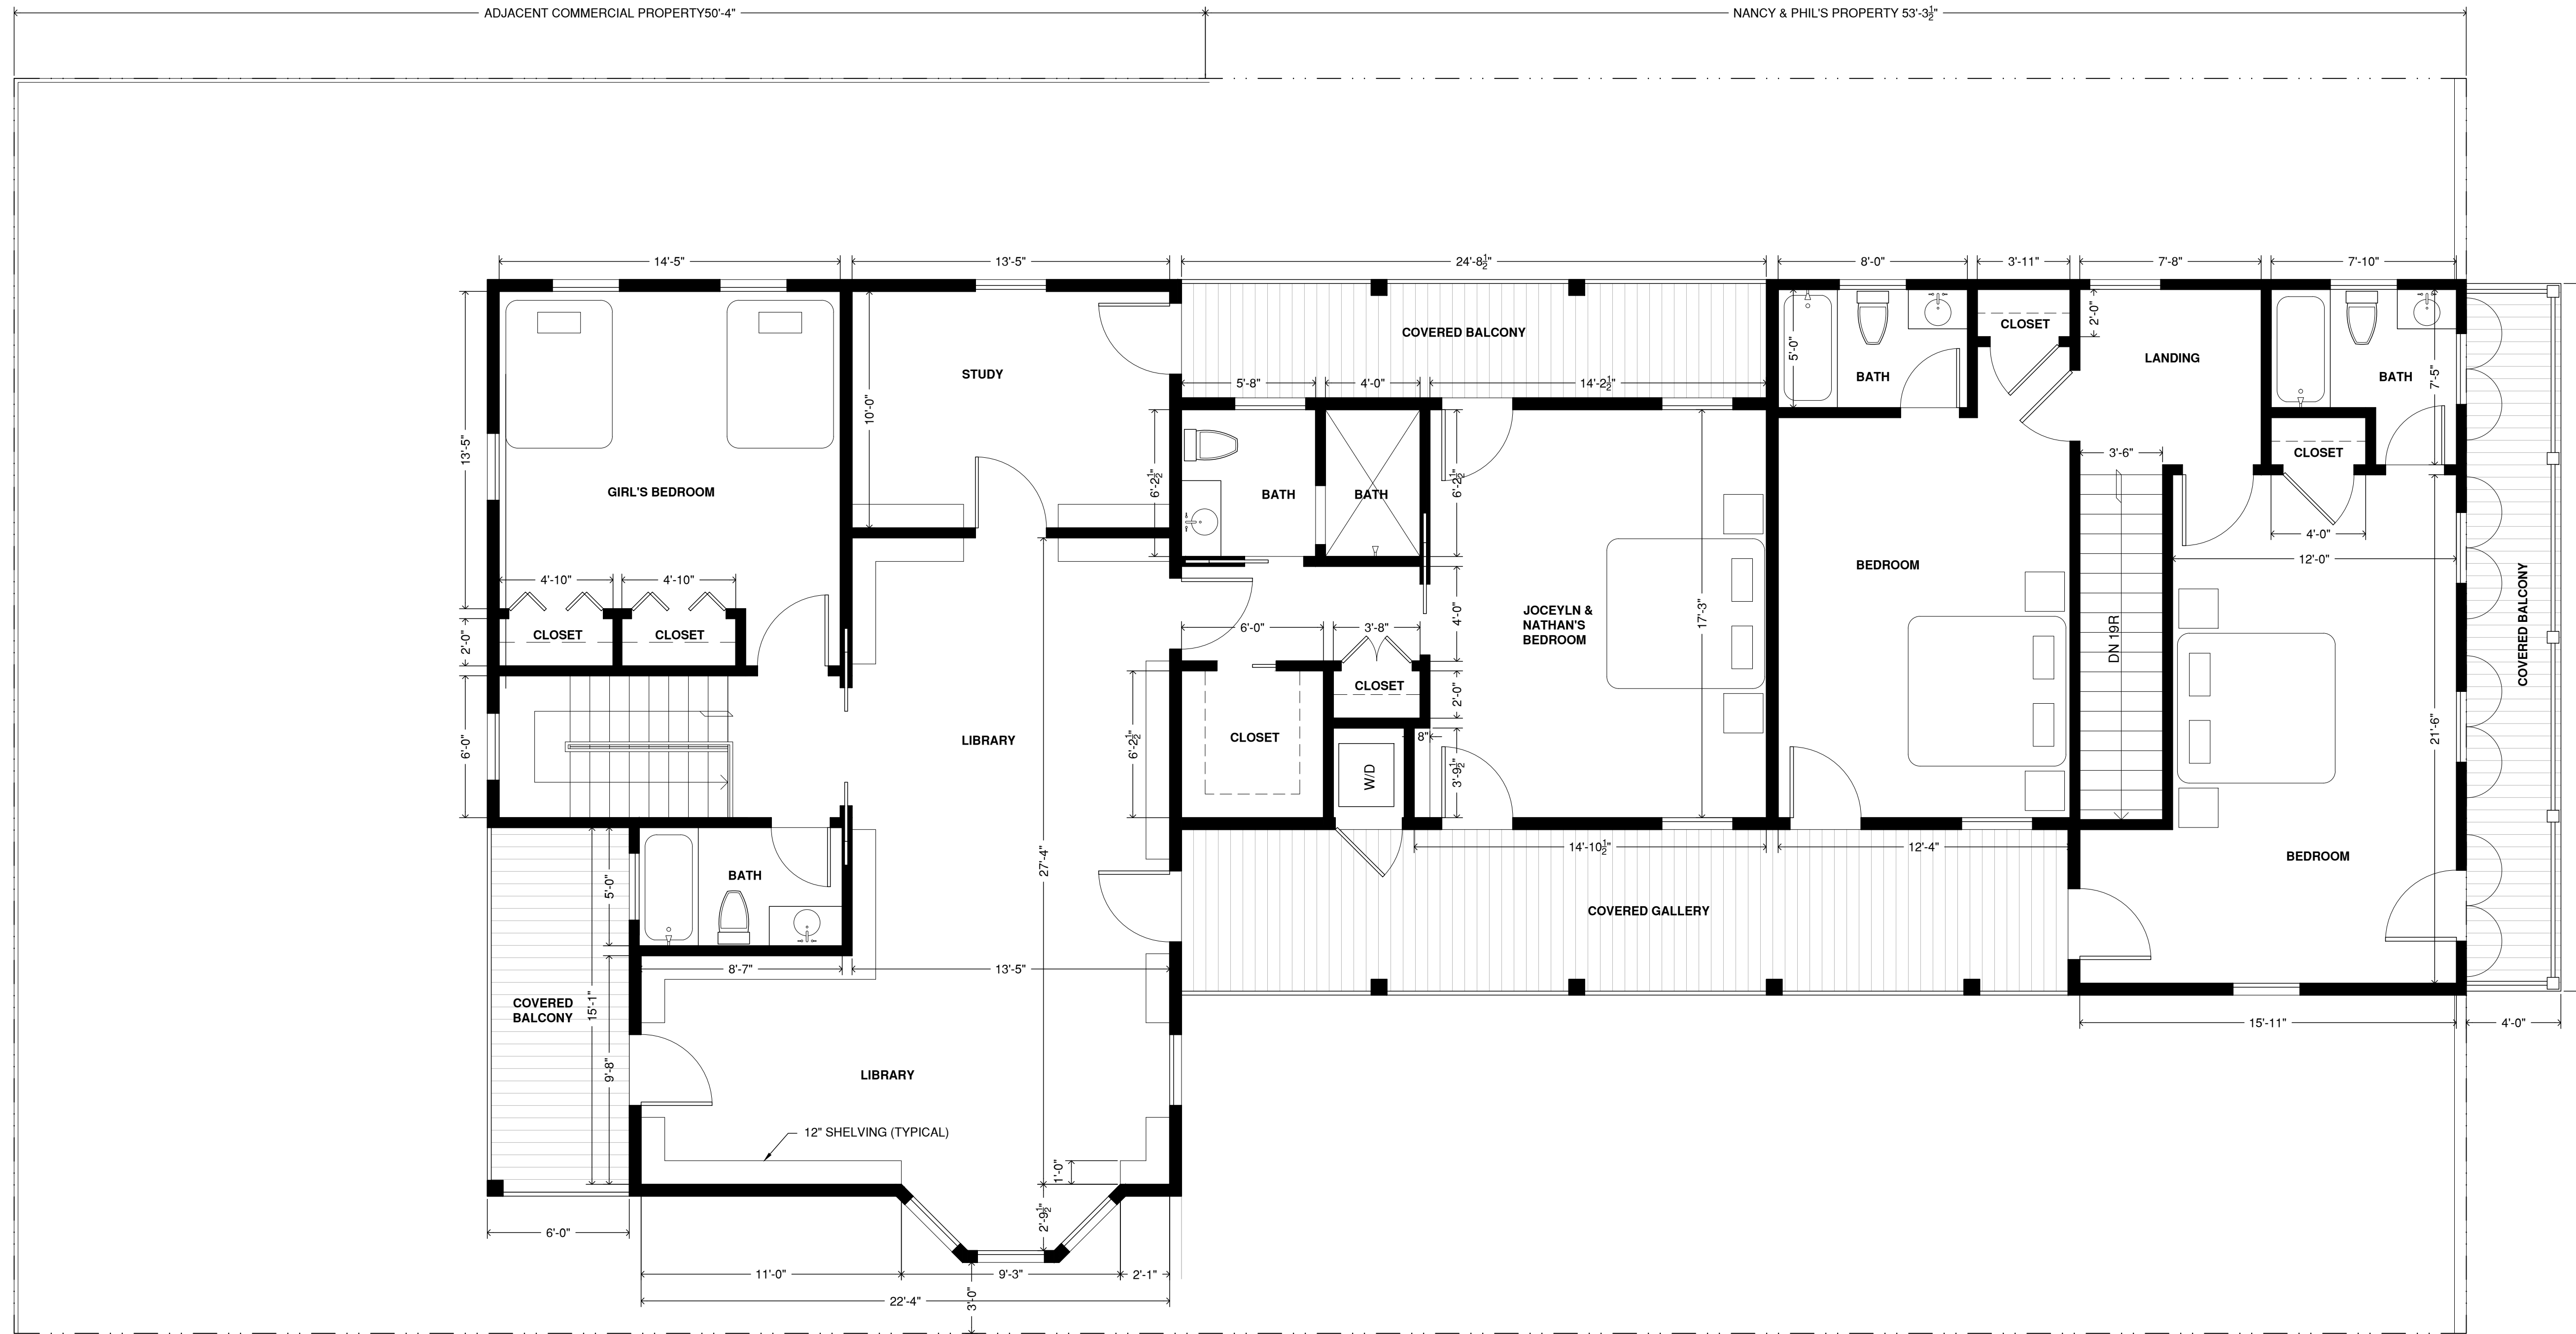 ADJACENT COMMERCIAL PROPERTY50'-4"
NANCY & PHIL'S PROPERTY 53'-3½"
14'-5"
13'-5"
24'-8½"
8'-0"
3'-11"
7'-8"
7'-10"
2'-0"
CLOSET
COVERED BALCONY
5'-0"
LANDING
STUDY
BATH
BATH
7'-5"
5'-8"
4'-0"
14'-2½"
10'-0"
13'-5"
3'-6"
CLOSET
6'-2½"
6'-2½"
GIRL'S BEDROOM
BATH
BATH
4'-0"
12'-0"
BEDROOM
4'-10"
4'-10"
COVERED BALCONY
JOCEYLN &
NATHAN'S
BEDROOM
17'-3"
4'-0"
2'-0"
CLOSET
CLOSET
6'-0"
3'-8"
DN 19R
CLOSET
2'-0"
6'-0"
LIBRARY
6'-2½"
CLOSET
8"
21'-6"
W/D
3'-9½"
14'-10½"
12'-4"
BEDROOM
27'-4"
5'-0"
BATH
COVERED GALLERY
8'-7"
13'-5"
COVERED
BALCONY
15'-1"
15'-11"
4'-0"
9'-8"
LIBRARY
12" SHELVING (TYPICAL)
1'-0"
2'-9½"
6'-0"
11'-0"
9'-3"
2'-1"
22'-4"
3'-0"